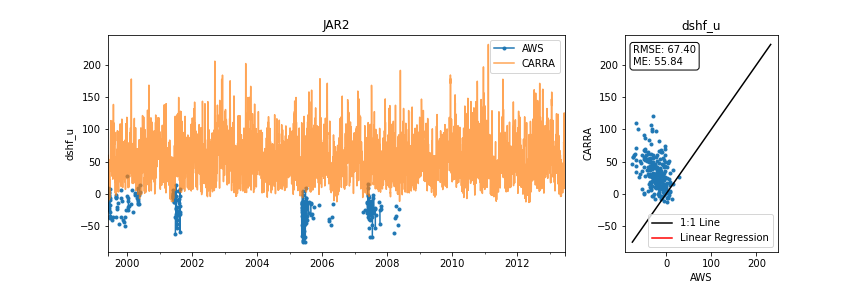 JAR2
dshf_u
200
150
100
50
0
−50
2000
2002
2004
2006
2008
2010
2012
AWS
CARRA
dshf_u
CARRA
200
150
100
50
0
−50
0
100
200
AWS
RMSE: 67.40
ME: 55.84
1:1 Line
Linear Regression